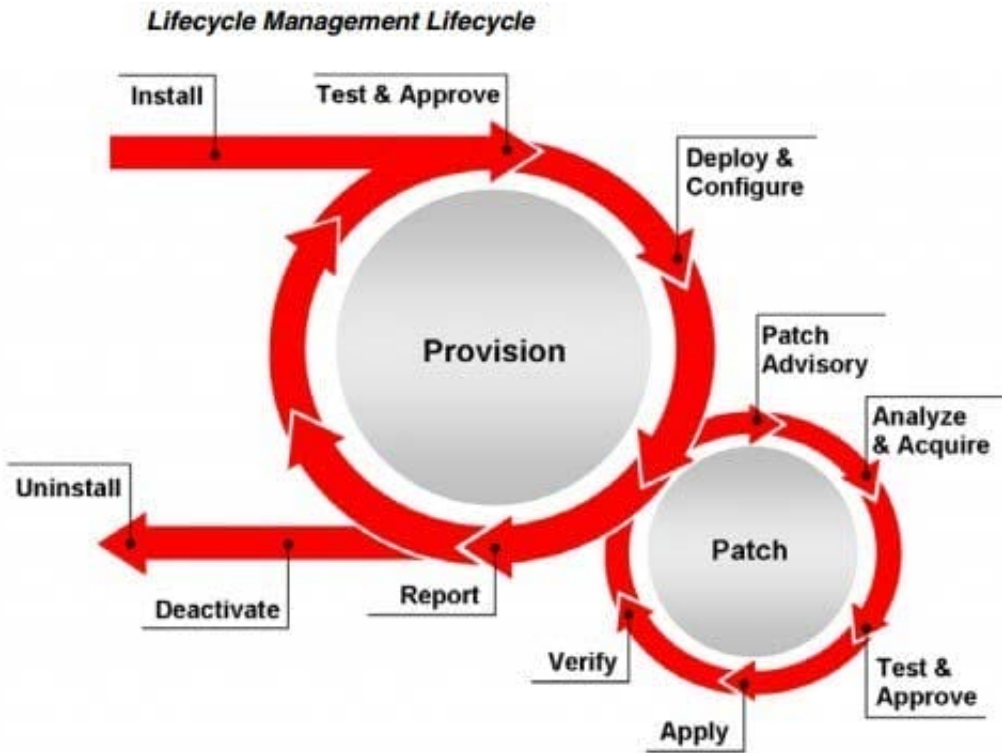 Lifecycle Management Lifecycle
Install
Test & Approve
Deploy &
Configure
Provision
Patch
Advisory
Analyze
& Acquire
Uninstall
Patch
Deactivate
Report
Verify
Test &
Approve
Apply